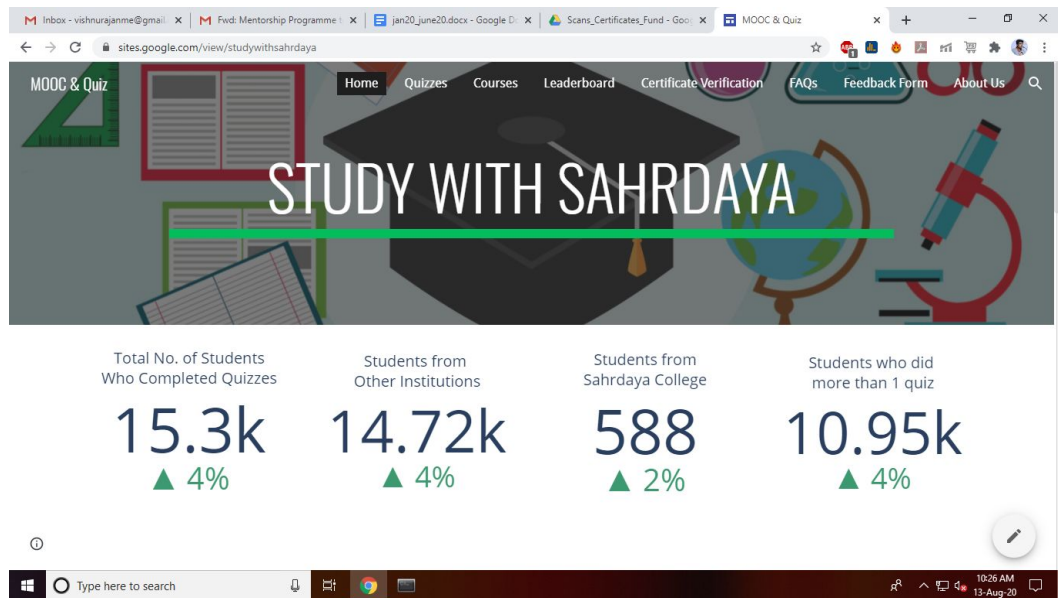 Inbox - vishnurajanme@gmail
Fwd: Mentorship Programme
jan20_june20.docx - Google D
Scans_Certificates_Fund - Goo
MOOC & Quiz
sites.google.com/view/studywithsahrdaya
MOOC & Quiz
Home Quizzes Courses Leaderboard Certificate Verification FAQs Feedback Form About Us
STUDY WITH SAHRDAYA
Total No. of Students
Who Completed Quizzes
15.3k
▲ 4%
Students from
Other Institutions
14.72k
▲ 4%
Students from
Sahrdaya College
588
▲ 2%
Students who did
more than 1 quiz
10.95k
▲ 4%
Type here to search
10:26 AM
13-Aug-20